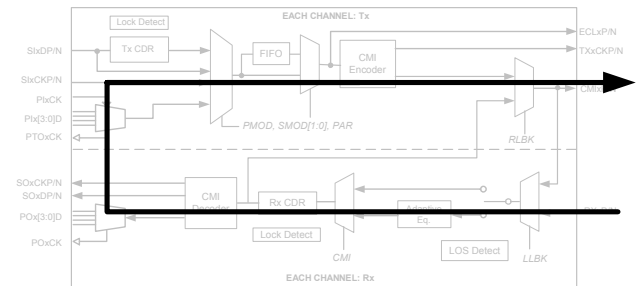 EACH CHANNEL: Tx
Lock Detect
ECLxP/N
SIxDP/N
Tx CDR
FIFO
CMI
Encoder
TXxCKP/N
SIxCKP/N
PIxCK
PIx[3:0]D
PTOxCK
PMOD, SMOD[1:0], PAR
RLBK
SOxCKP/N
SOxDP/N
POx[3:0]D
POxCK
CMI
Decoder
Rx CDR
Lock Detect
CMI
Adaptive
Eq.
LOS Detect
LLBK
EACH CHANNEL: Rx